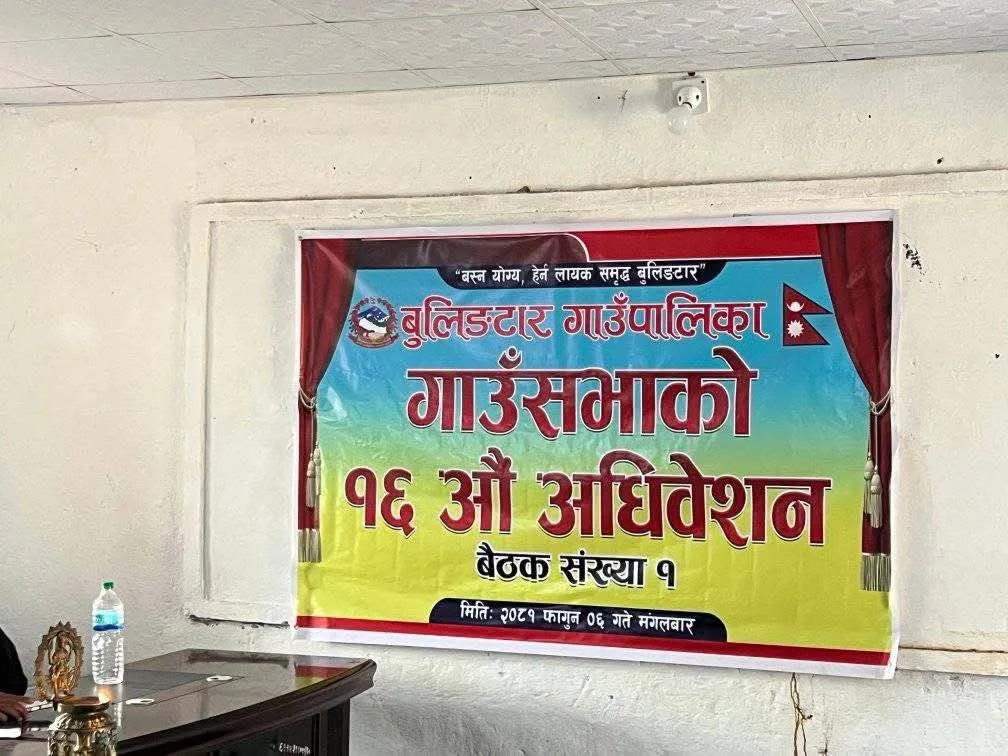 "बस्न योग्य, हेर्न लायक समृद्ध बुलिङटार"
बुलिङटार गाउँपालिका
गाउँसभाको
१६ औं अधिवेशन
बैठक संख्या १
मितिः २०८१ फागुन ०६ गते मंगलबार